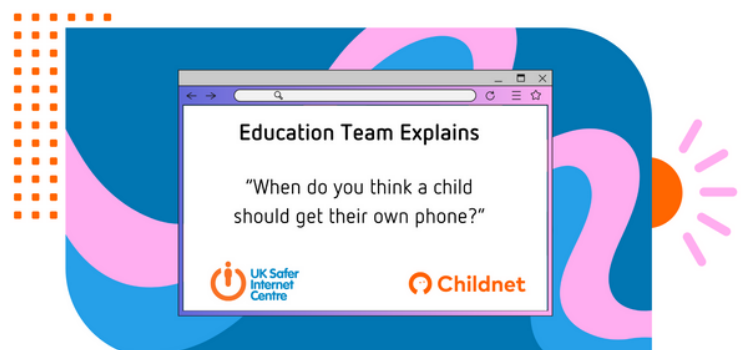 Education Team Explains
“When do you think a child
should get their own phone?”
UK Safer
Internet
Centre
Childnet